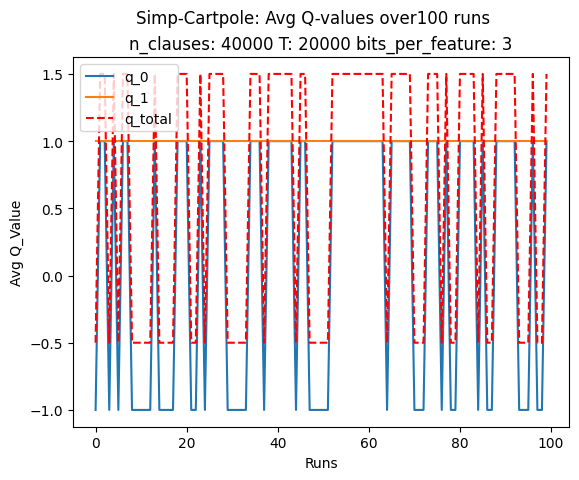 Simp-Cartpole: Avg Q-values over100 runs
n_clauses: 40000 T: 20000 bits_per_feature: 3
q_0
q_1
q_total
1.5
1.0
0.5
0.0
−0.5
−1.0
Avg Q_Value
0
20
40
60
80
100
Runs